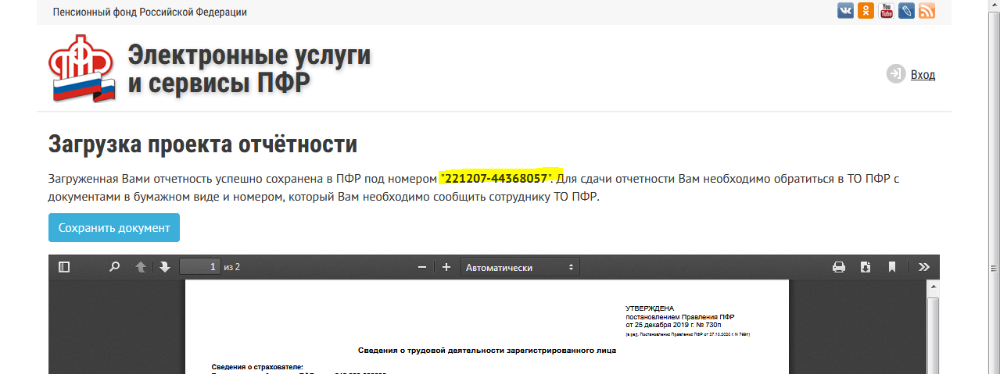 Пенсионный фонд Российской Федерации
You
Tube
Электронные услуги
и сервисы ПФР
Вход
Загрузка проекта отчётности
Загруженная Вами отчетность успешно сохранена в ПФР под номером "221207-44368057". Для сдачи отчетности Вам необходимо обратиться в ТО ПФР с
документами в бумажном виде и номером, который Вам необходимо сообщить сотруднику ТО ПФР.
Сохранить документ
1 из 2
Автоматически
УТВЕРЖДЕНА
постановлением Правления ПФР
от 25 декабря 2019 г. № 730п
(в ред. Постановления Правления ПФР от 27.10.2020 г. N 769п)
Сведения о трудовой деятельности зарегистрированного лица
Сведения о страхователе: